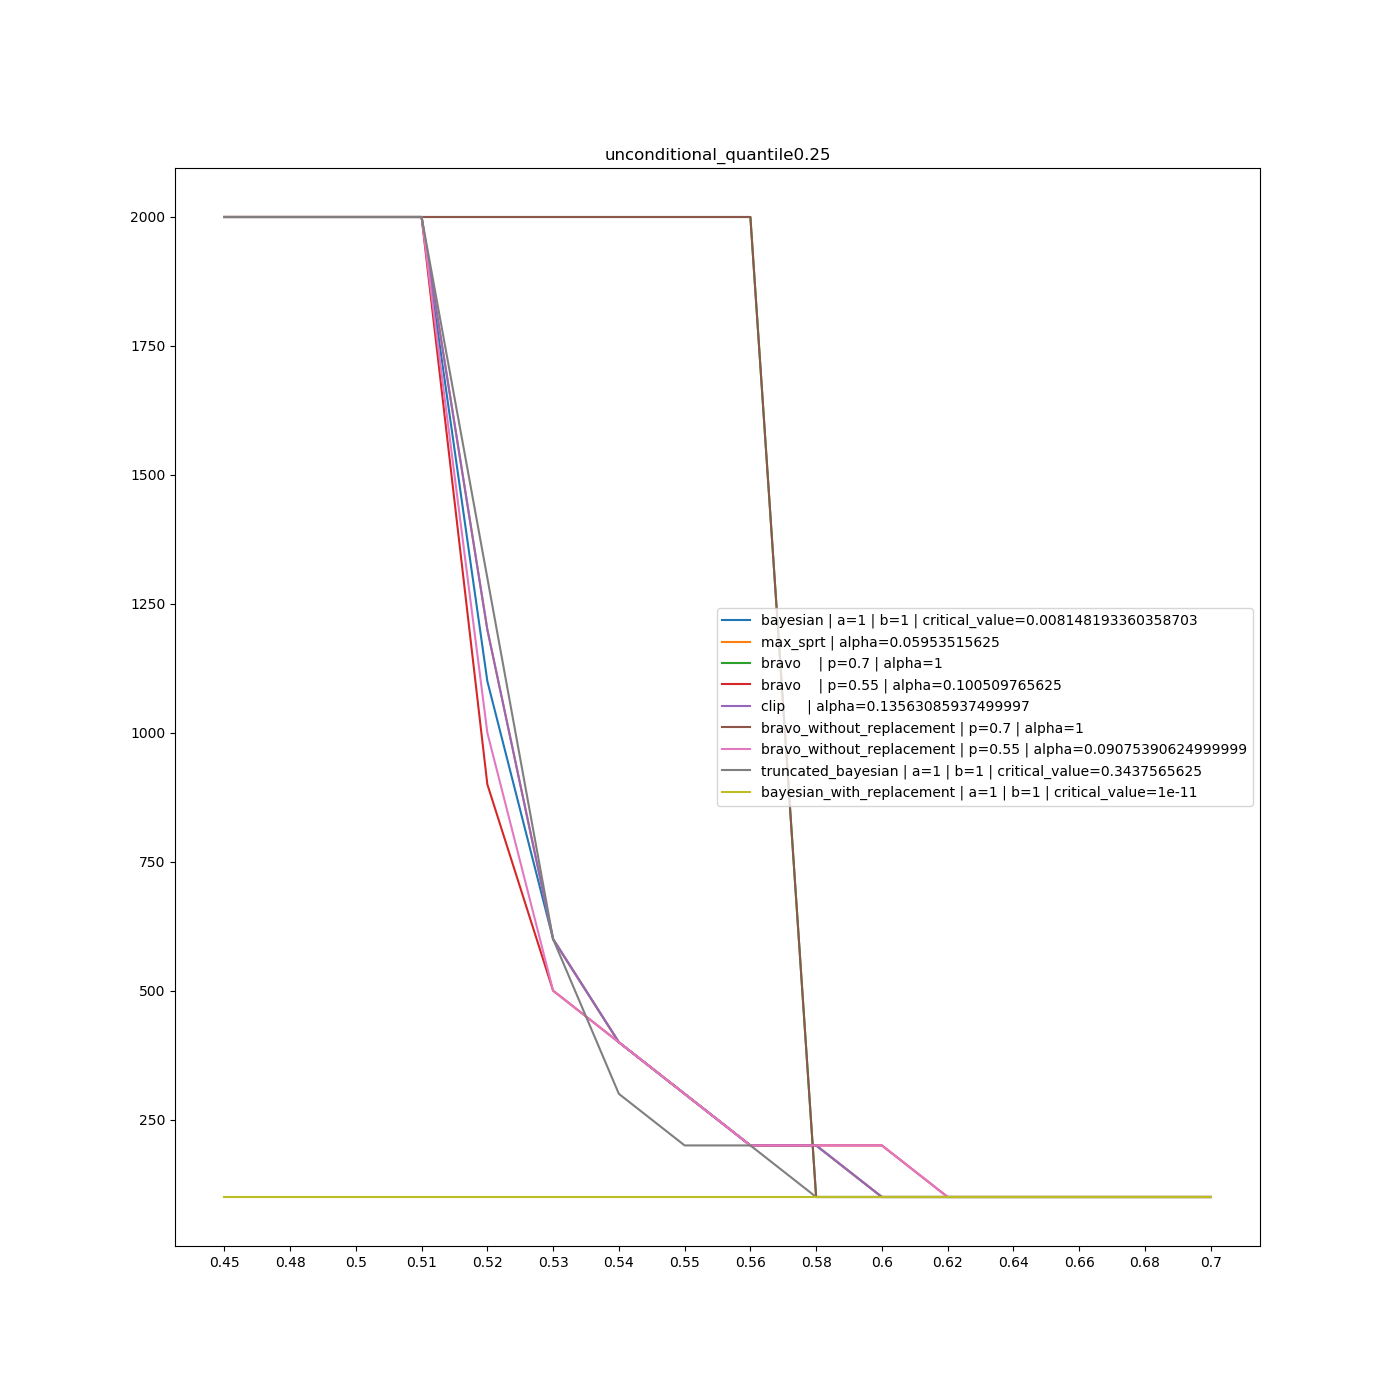 unconditional_quantile0.25
2000
1750
1500
1250
1000
750
500
250
bayesian | a=1 | b=1 | critical_value=0.008148193360358703
max_sprt | alpha=0.05953515625
bravo    | p=0.7 | alpha=1
bravo    | p=0.55 | alpha=0.100509765625
clip     | alpha=0.13563085937499997
bravo_without_replacement | p=0.7 | alpha=1
bravo_without_replacement | p=0.55 | alpha=0.09075390624999999
truncated_bayesian | a=1 | b=1 | critical_value=0.3437565625
bayesian_with_replacement | a=1 | b=1 | critical_value=1e-11
0.45 0.48 0.5 0.51 0.52 0.53 0.54 0.55 0.56 0.58 0.6 0.62 0.64 0.66 0.68 0.7